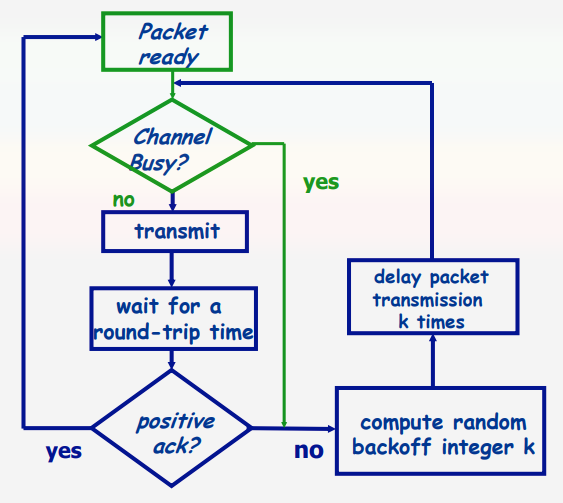 Packet
ready
Channel
Busy?
yes
no
transmit
delay packet
transmission
k times
wait for a
round-trip time
positive
ack?
compute random
backoff integer k
yes
no